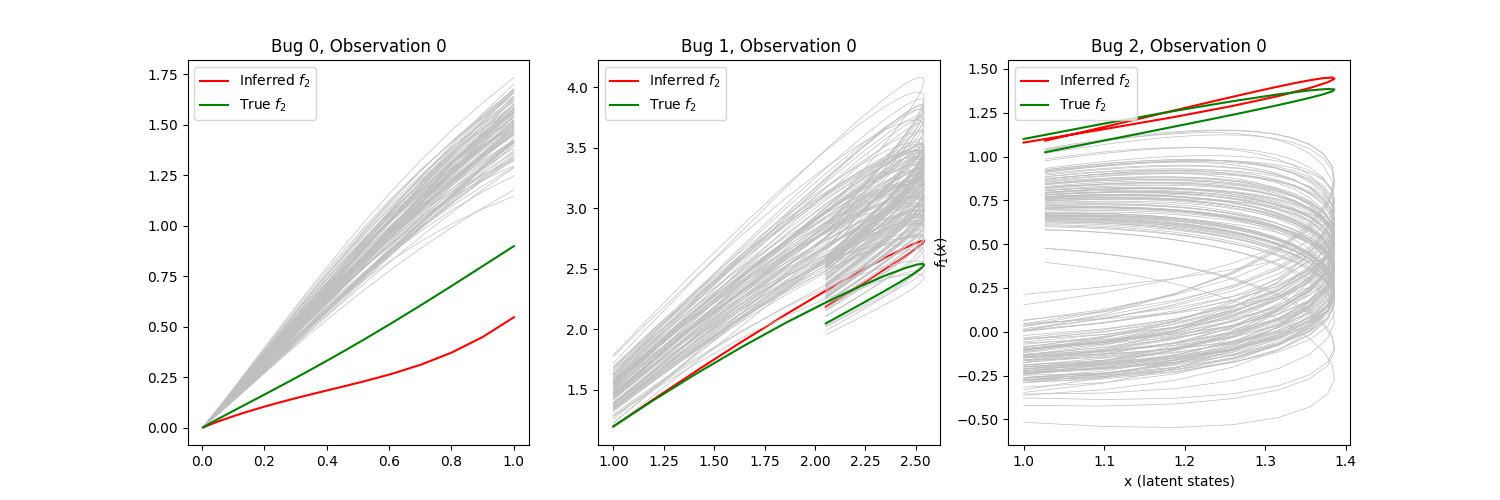 Bug 0, Observation 0
Inferred f₂
True f₂
1.75
1.50
1.25
1.00
0.75
0.50
0.25
0.00
0.0 0.2 0.4 0.6 0.8 1.0
Bug 1, Observation 0
Inferred f₂
True f₂
4.0
3.5
3.0
2.5
2.0
1.5
1.00 1.25 1.50 1.75 2.00 2.25 2.50
Bug 2, Observation 0
Inferred f₂
True f₂
f₁(x)
1.50
1.25
1.00
0.75
0.50
0.25
0.00
−0.25
−0.50
1.0 1.1 1.2 1.3 1.4
x (latent states)